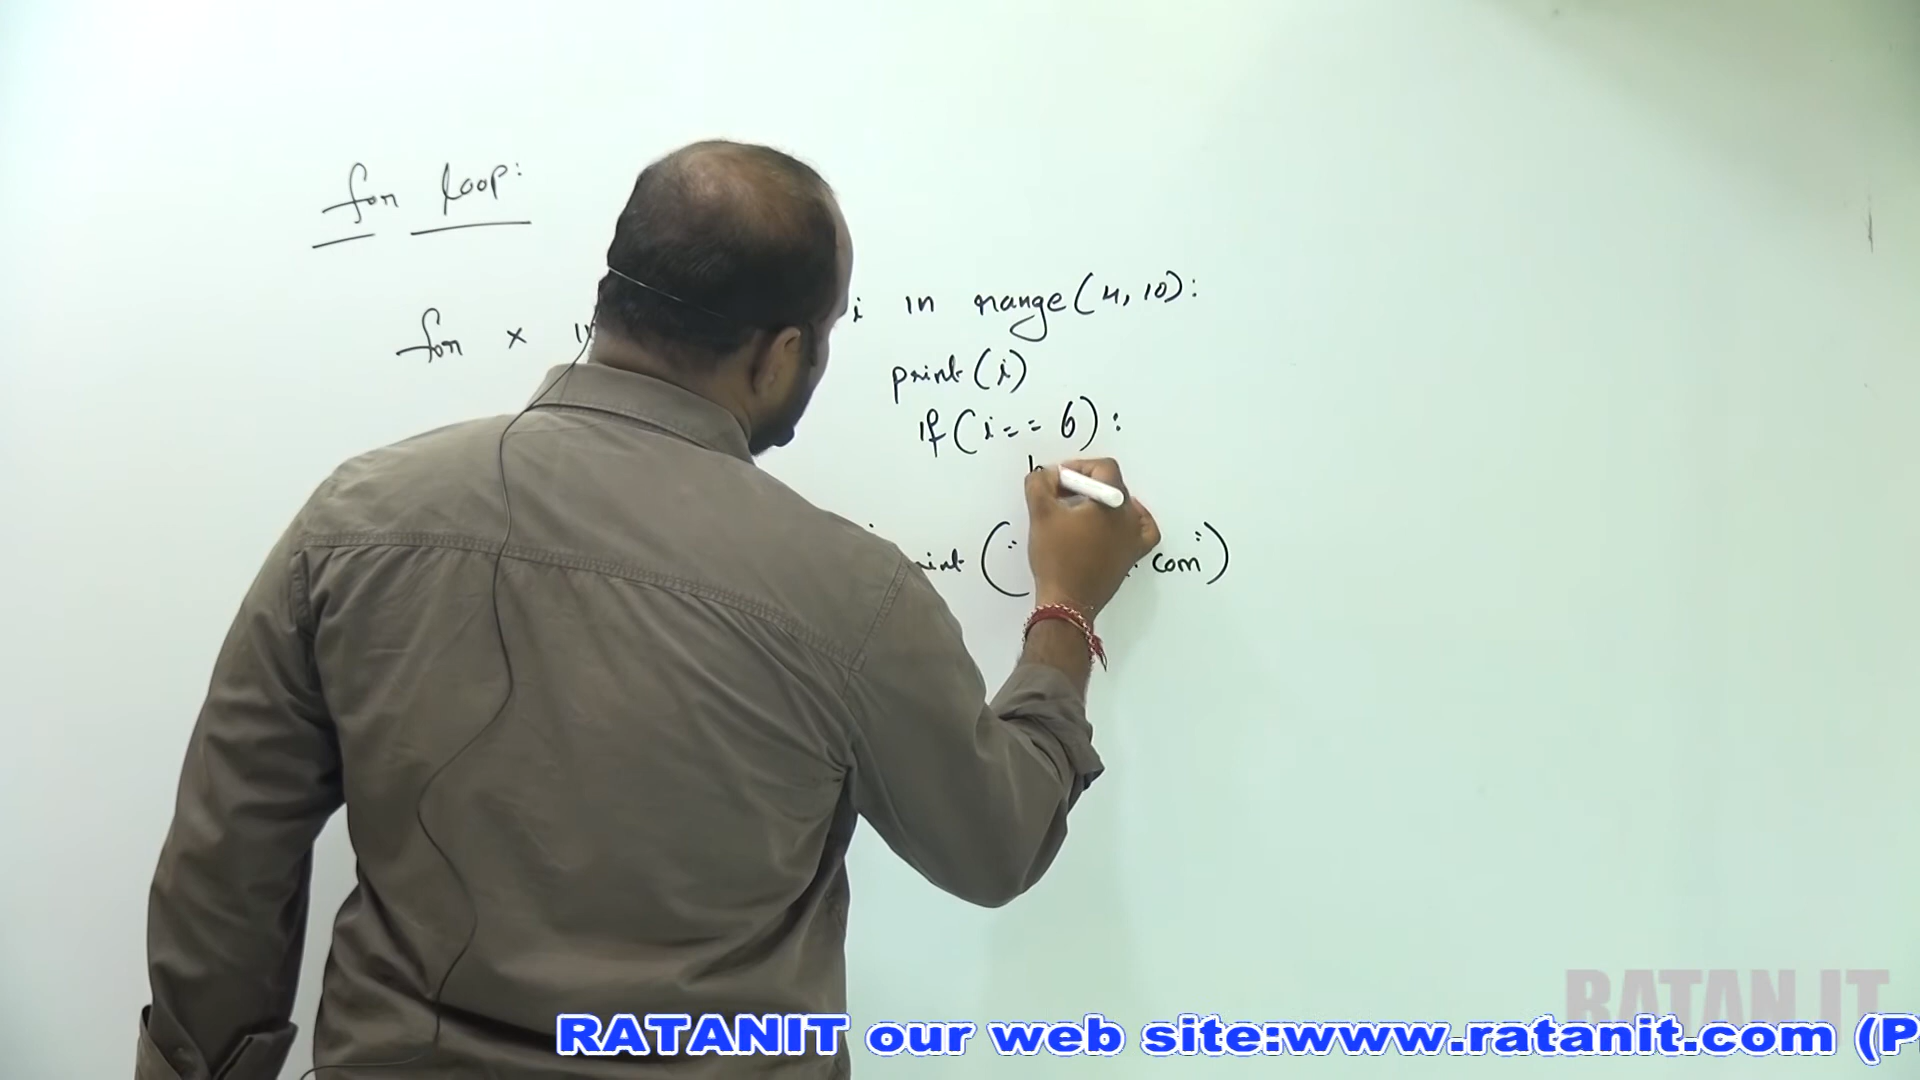 for loop:
for x
i in range(4, 10):
print(i)
if(i== 6):
com")
RATAN IT
RATANIT our web site:www.ratanit.com (P